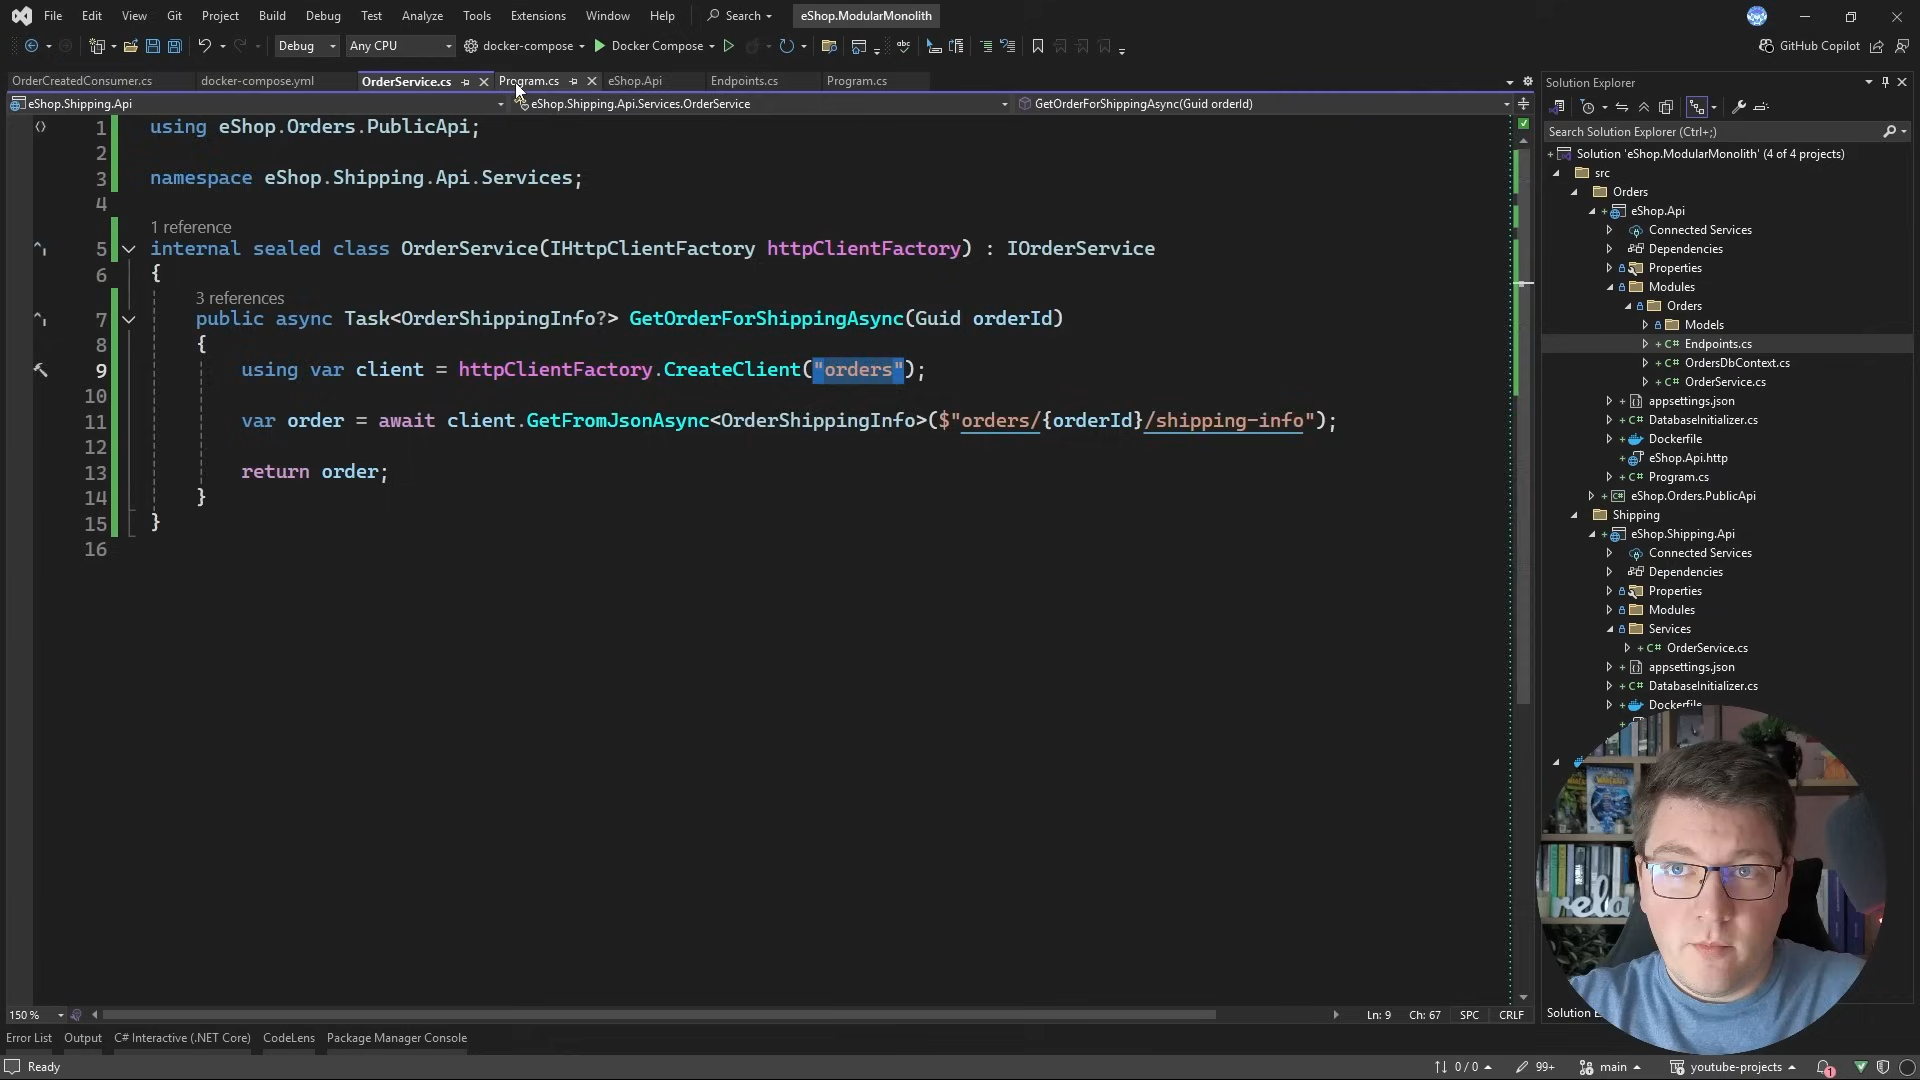 File Edit View Git Project Build Debug Test Analyze Tools Extensions Window Help Search eShop.ModularMonolith
Debug Any CPU docker-compose Docker Compose GitHub Copilot
OrderCreatedConsumer.cs docker-compose.yml OrderService.cs Program.cs eShop.Api Endpoints.cs Program.cs
eShop.Shipping.Api eShop.Shipping.Api.Services.OrderService GetOrderForShippingAsync(Guid orderId)
1 using eShop.Orders.PublicApi;
2
3 namespace eShop.Shipping.Api.Services;
4
1 reference
5 internal sealed class OrderService(IHttpClientFactory httpClientFactory) : IOrderService
6 {
3 references
7 public async Task<OrderShippingInfo?> GetOrderForShippingAsync(Guid orderId)
8 {
9 using var client = httpClientFactory.CreateClient("orders");
10
11 var order = await client.GetFromJsonAsync<OrderShippingInfo>($"orders/{orderId}/shipping-info");
12
13 return order;
14 }
15 }
16
150 % Ln: 9 Ch: 67 SPC CRLF
Error List Output C# Interactive (.NET Core) CodeLens Package Manager Console
Ready 0 / 0 99+ main youtube-projects 1
Solution Explorer
Search Solution Explorer (Ctrl+;)
Solution 'eShop.ModularMonolith' (4 of 4 projects)
src
Orders
eShop.Api
Connected Services
Dependencies
Properties
Modules
Orders
Models
C# Endpoints.cs
C# OrdersDbContext.cs
C# OrderService.cs
appsettings.json
C# DatabaseInitializer.cs
Dockerfile
eShop.Api.http
C# Program.cs
eShop.Orders.PublicApi
Shipping
eShop.Shipping.Api
Connected Services
Dependencies
Properties
Modules
Services
C# OrderService.cs
appsettings.json
C# DatabaseInitializer.cs
Dockerfile
rela